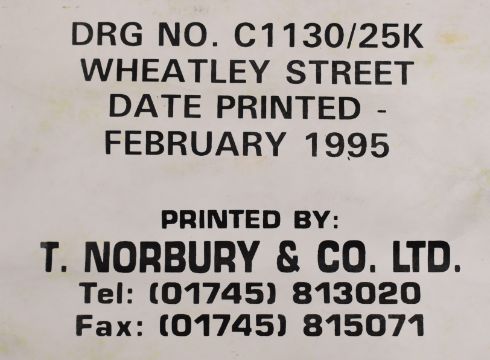 DRG NO. C1130/25K
WHEATLEY STREET
DATE PRINTED -
FEBRUARY 1995
PRINTED BY:
T. NORBURY & CO. LTD.
Tel: (01745) 813020
Fax: (01745) 815071